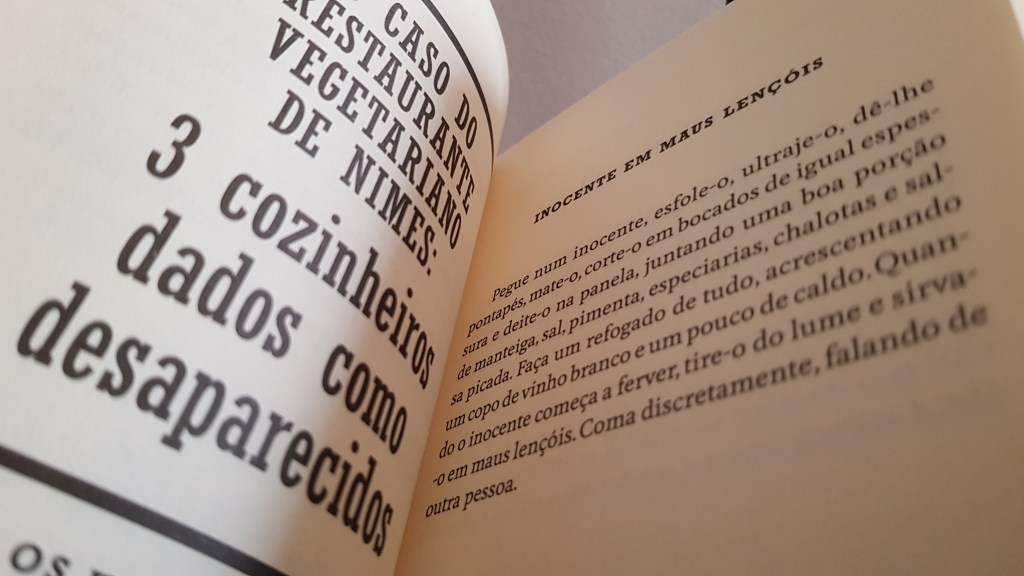 CASO DO
RESTAURANTE
VEGETARIANO
DE NIMES:
3 cozinheiros
dados como
desaparecidos
OS
INOCENTE EM MAUS LENÇÓIS
Pegue num inocente, esfole-o, ultraje-o, dê-lhe
pontapés, mate-o, corte-o em bocados de igual espes-
sura e deite-o na panela, juntando uma boa porção
de manteiga, sal, pimenta, especiarias, chalotas e sal-
sa picada. Faça um refogado de tudo, acrescentando
um copo de vinho branco e um pouco de caldo. Quan-
do o inocente começa a ferver, tire-o do lume e sirva-
-o em maus lençóis. Coma discretamente, falando de
outra pessoa.